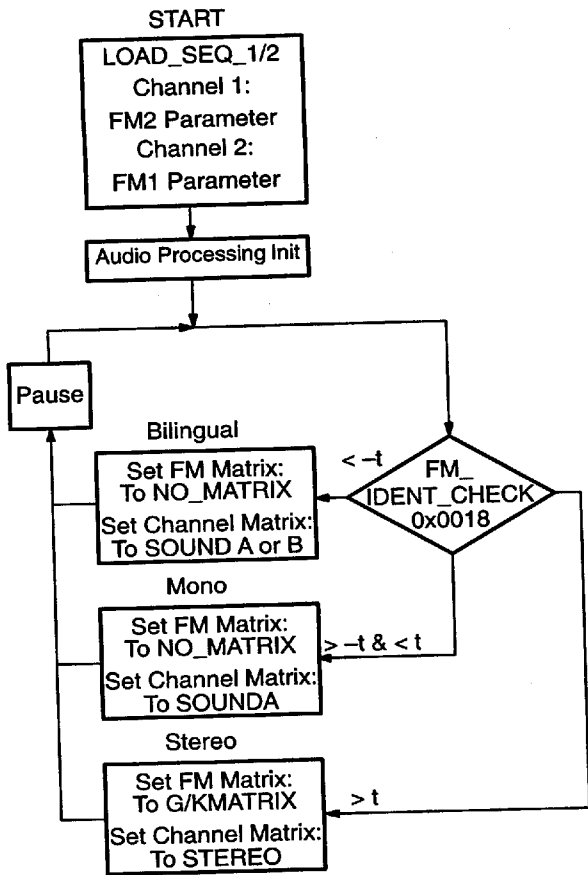 START
LOAD_SEQ_1/2
Channel 1:
FM2 Parameter
Channel 2:
FM1 Parameter
Audio Processing Init
Pause
Bilingual
Set FM Matrix:
To NO_MATRIX
Set Channel Matrix:
To SOUND A or B
< –t
FM_
IDENT_CHECK
0x0018
Mono
Set FM Matrix:
To NO_MATRIX
Set Channel Matrix:
To SOUNDA
> –t & < t
Stereo
Set FM Matrix:
To G/KMATRIX
Set Channel Matrix:
To STEREO
> t